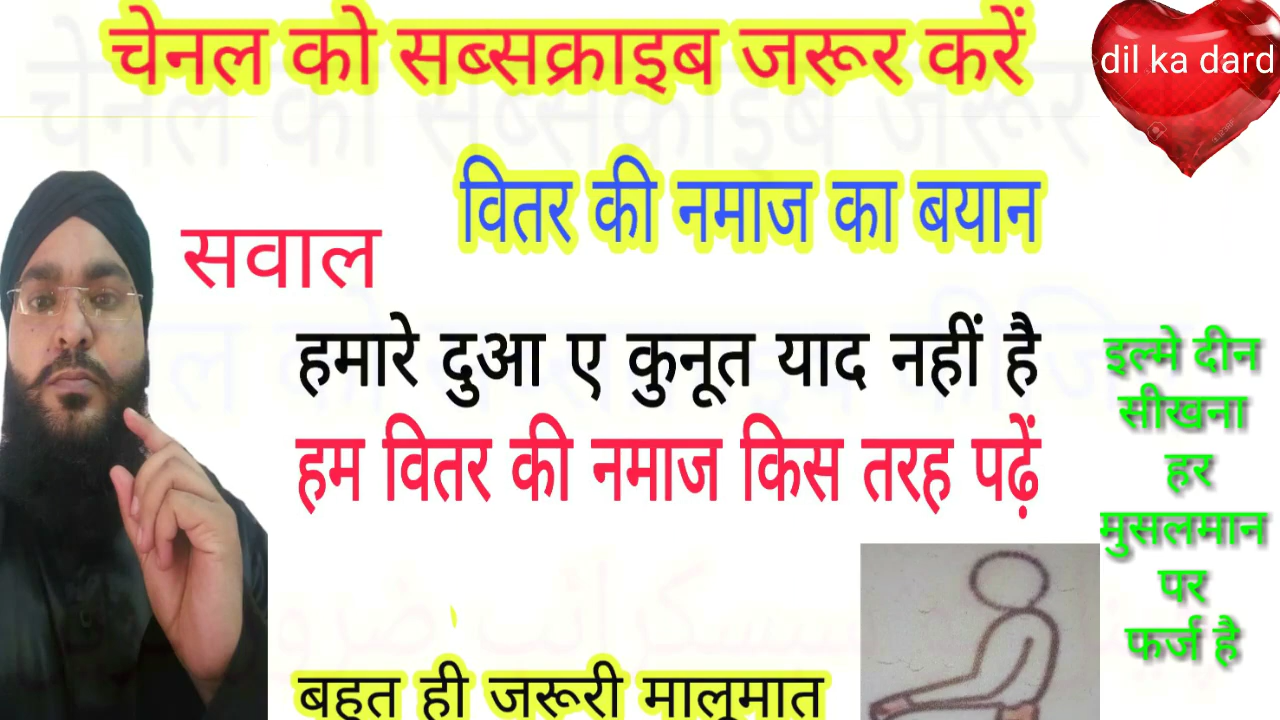 चेनल को सब्सक्राइब जरूर करें
dil ka dard
वितर की नमाज का बयान
सवाल
हमारे दुआ ए कुनूत याद नहीं है
हम वितर की नमाज किस तरह पढ़ें
इल्मे दीन
सीखना
हर
मुसलमान
पर
फर्ज है
बहुत ही जरूरी मालूमात